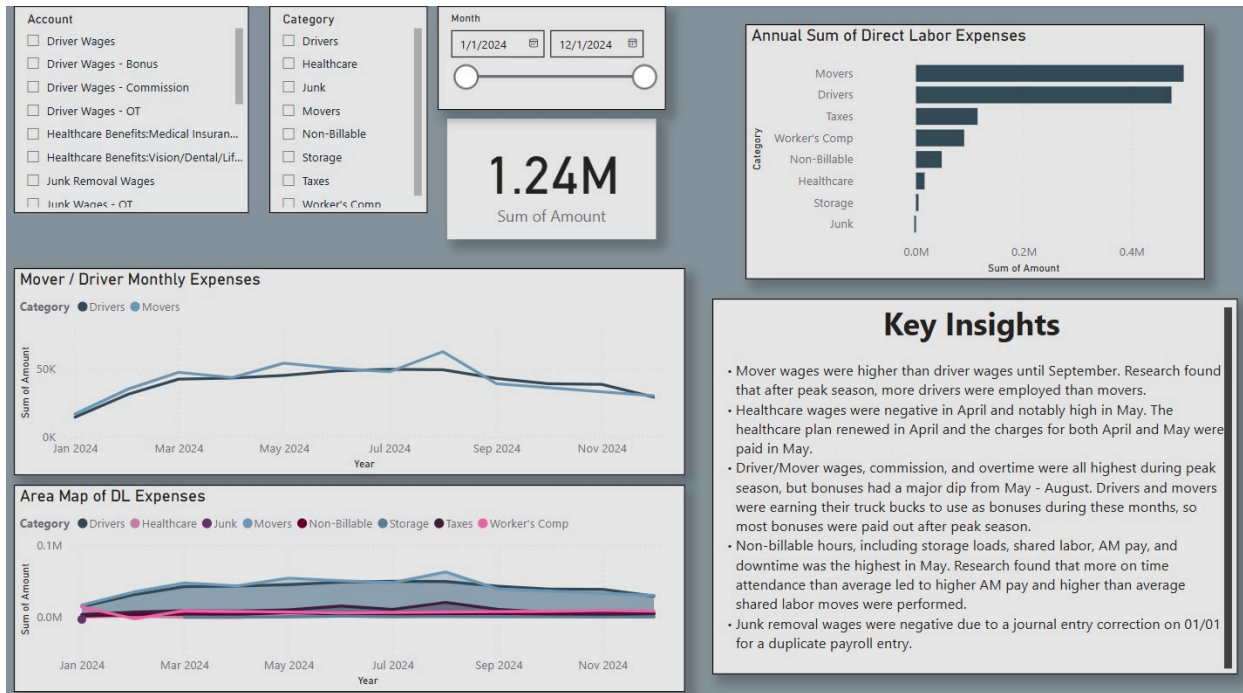 Account
Driver Wages
Driver Wages - Bonus
Driver Wages - Commission
Driver Wages - OT
Healthcare Benefits:Medical Insuran...
Healthcare Benefits:Vision/Dental/Lif...
Junk Removal Wages
Junk Wages - OT
Category
Drivers
Healthcare
Junk
Movers
Non-Billable
Storage
Taxes
Worker's Comp
Month
1/1/2024 12/1/2024
1.24M
Sum of Amount
Annual Sum of Direct Labor Expenses
Category
Movers
Drivers
Taxes
Worker's Comp
Non-Billable
Healthcare
Storage
Junk
0.0M 0.2M 0.4M
Sum of Amount
Mover / Driver Monthly Expenses
Category Drivers Movers
Sum of Amount
50K
0K
Jan 2024 Mar 2024 May 2024 Jul 2024 Sep 2024 Nov 2024
Year
Area Map of DL Expenses
Category Drivers Healthcare Junk Movers Non-Billable Storage Taxes Worker's Comp
Sum of Amount
0.1M
0.0M
Jan 2024 Mar 2024 May 2024 Jul 2024 Sep 2024 Nov 2024
Year
Key Insights
• Mover wages were higher than driver wages until September. Research found
that after peak season, more drivers were employed than movers.
• Healthcare wages were negative in April and notably high in May. The
healthcare plan renewed in April and the charges for both April and May were
paid in May.
• Driver/Mover wages, commission, and overtime were all highest during peak
season, but bonuses had a major dip from May - August. Drivers and movers
were earning their truck bucks to use as bonuses during these months, so
most bonuses were paid out after peak season.
• Non-billable hours, including storage loads, shared labor, AM pay, and
downtime was the highest in May. Research found that more on time
attendance than average led to higher AM pay and higher than average
shared labor moves were performed.
• Junk removal wages were negative due to a journal entry correction on 01/01
for a duplicate payroll entry.